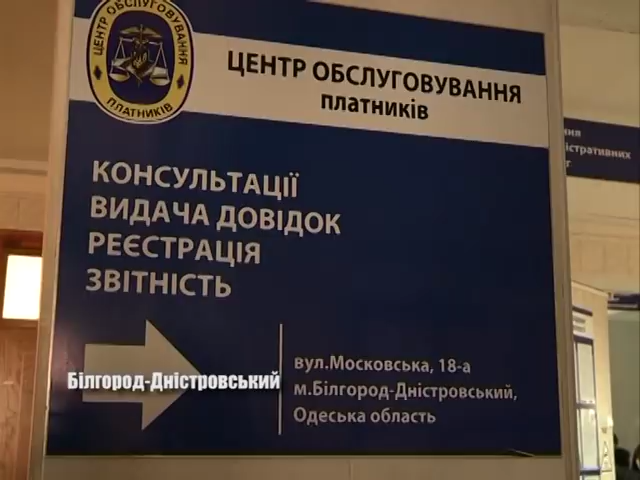 ЦЕНТР ОБСЛУГОВУВАННЯ
ПЛАТНИКІВ
ЦЕНТР ОБСЛУГОВУВАННЯ
платників
КОНСУЛЬТАЦІЇ
ВИДАЧА ДОВІДОК
РЕЄСТРАЦІЯ
ЗВІТНІСТЬ
Білгород-Дністровський
вул.Московська, 18-а
м.Білгород-Дністровський,
Одеська область